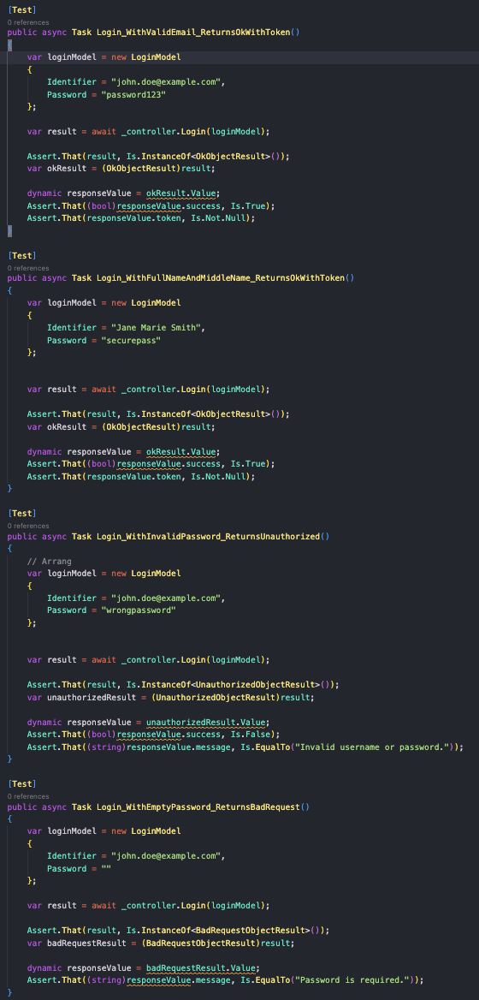 [Test]
0 references
public async Task Login_WithValidEmail_ReturnsOkWithToken()
{
    var loginModel = new LoginModel
    {
        Identifier = "john.doe@example.com",
        Password = "password123"
    };

    var result = await _controller.Login(loginModel);

    Assert.That(result, Is.InstanceOf<OkObjectResult>());
    var okResult = (OkObjectResult)result;

    dynamic responseValue = okResult.Value;
    Assert.That((bool)responseValue.success, Is.True);
    Assert.That(responseValue.token, Is.Not.Null);
}

[Test]
0 references
public async Task Login_WithFullNameAndMiddleName_ReturnsOkWithToken()
{
    var loginModel = new LoginModel
    {
        Identifier = "Jane Marie Smith",
        Password = "securepass"
    };


    var result = await _controller.Login(loginModel);

    Assert.That(result, Is.InstanceOf<OkObjectResult>());
    var okResult = (OkObjectResult)result;

    dynamic responseValue = okResult.Value;
    Assert.That((bool)responseValue.success, Is.True);
    Assert.That(responseValue.token, Is.Not.Null);
}

[Test]
0 references
public async Task Login_WithInvalidPassword_ReturnsUnauthorized()
{
    // Arrang
    var loginModel = new LoginModel
    {
        Identifier = "john.doe@example.com",
        Password = "wrongpassword"
    };


    var result = await _controller.Login(loginModel);

    Assert.That(result, Is.InstanceOf<UnauthorizedObjectResult>());
    var unauthorizedResult = (UnauthorizedObjectResult)result;

    dynamic responseValue = unauthorizedResult.Value;
    Assert.That((bool)responseValue.success, Is.False);
    Assert.That((string)responseValue.message, Is.EqualTo("Invalid username or password."));
}

[Test]
0 references
public async Task Login_WithEmptyPassword_ReturnsBadRequest()
{
    var loginModel = new LoginModel
    {
        Identifier = "john.doe@example.com",
        Password = ""
    };

    var result = await _controller.Login(loginModel);

    Assert.That(result, Is.InstanceOf<BadRequestObjectResult>());
    var badRequestResult = (BadRequestObjectResult)result;

    dynamic responseValue = badRequestResult.Value;
    Assert.That((string)responseValue.message, Is.EqualTo("Password is required."));
}